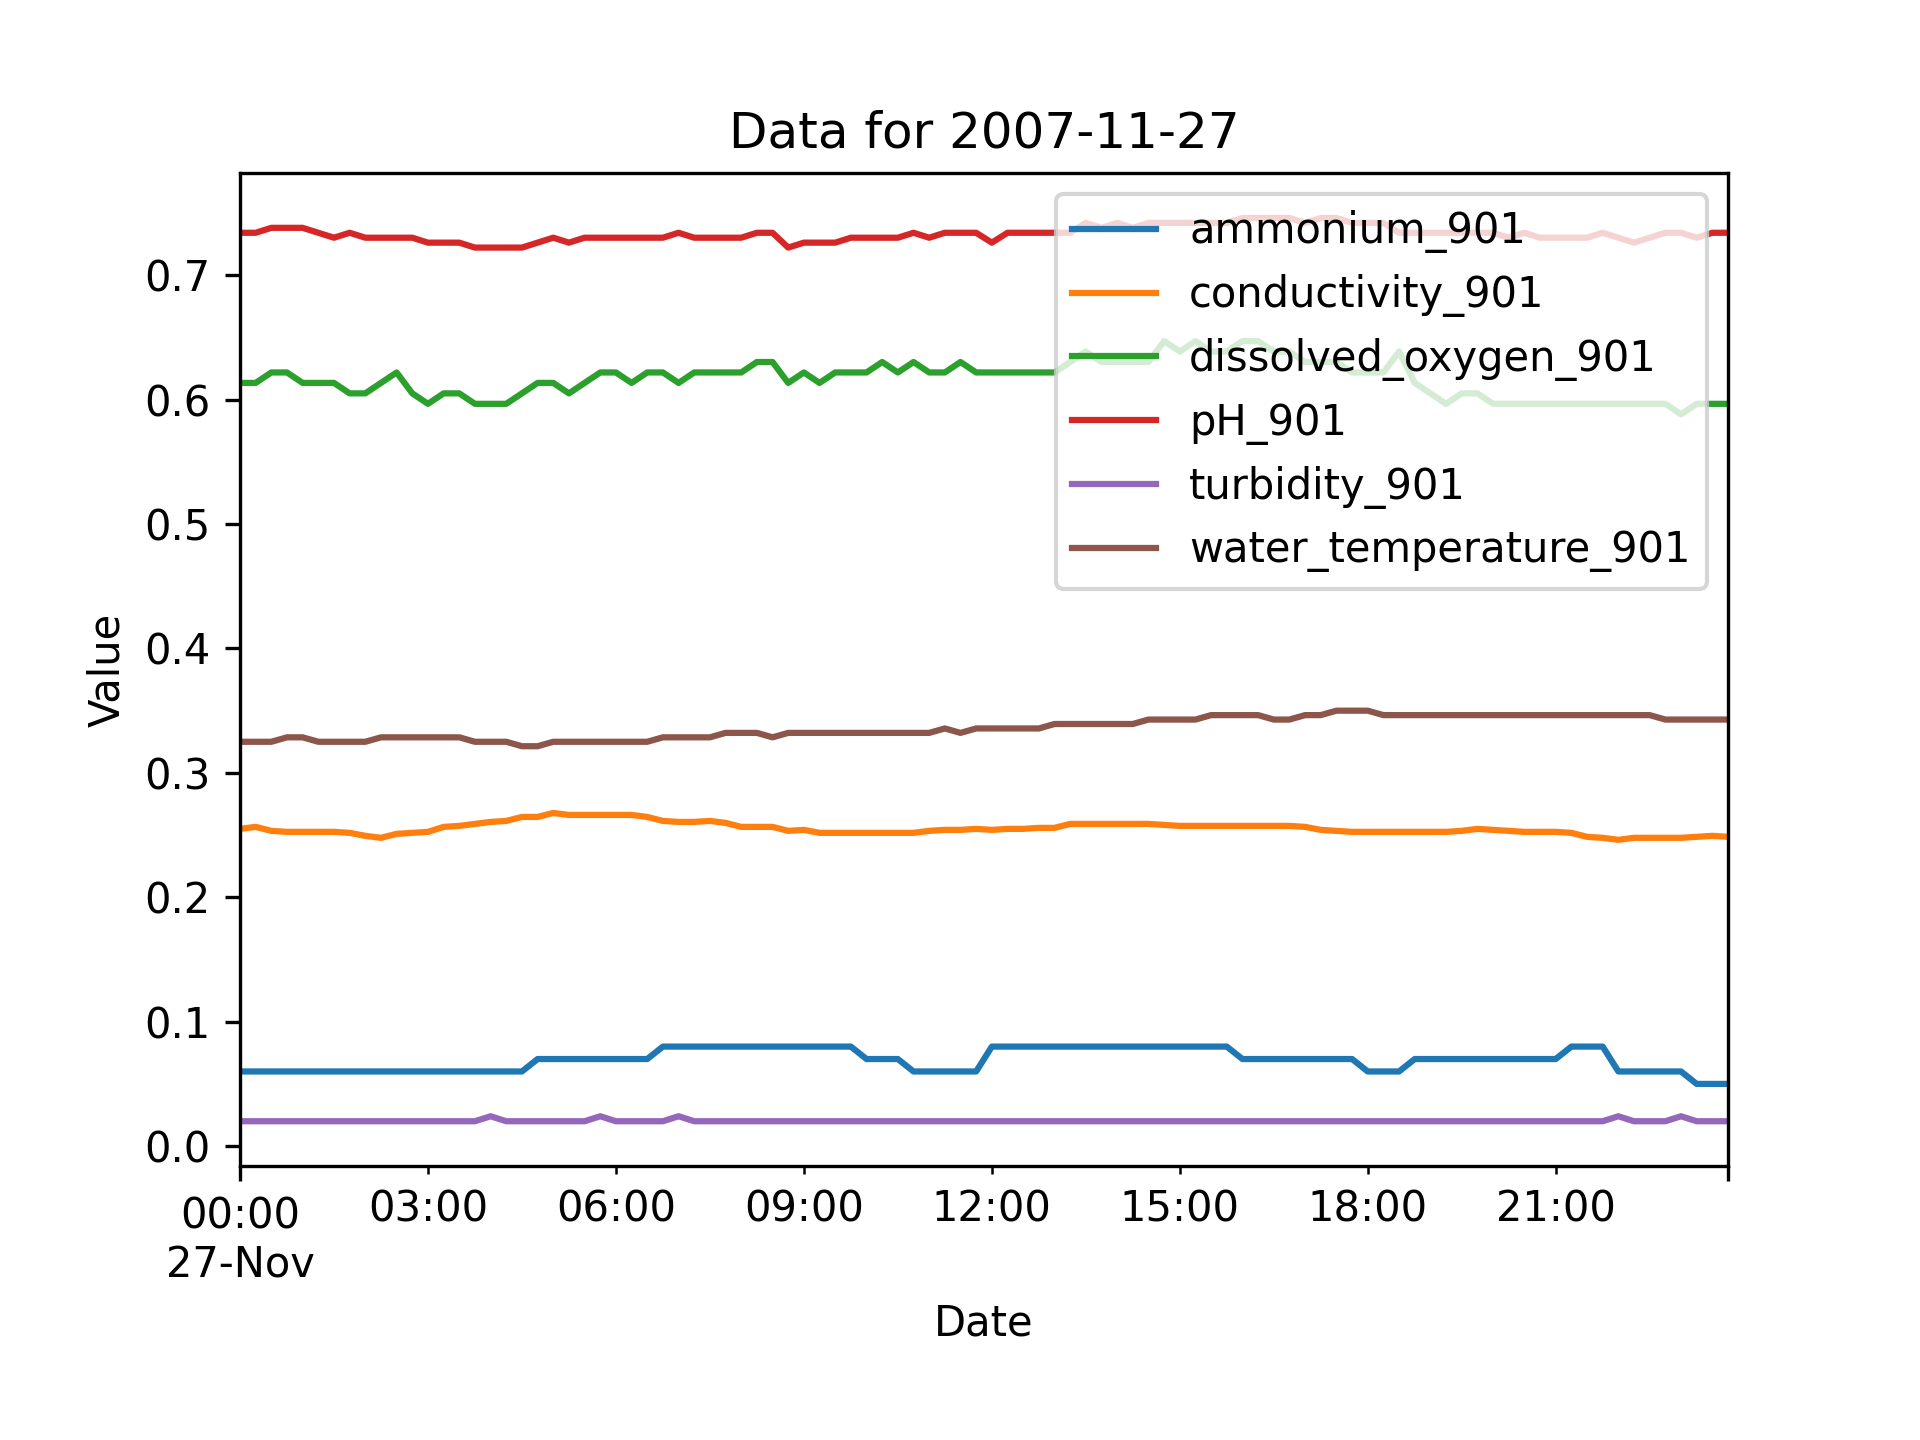 Data for 2007-11-27
ammonium_901
conductivity_901
dissolved_oxygen_901
pH_901
turbidity_901
water_temperature_901
Value
0.7
0.6
0.5
0.4
0.3
0.2
0.1
0.0
00:00 03:00 06:00 09:00 12:00 15:00 18:00 21:00
27-Nov
Date